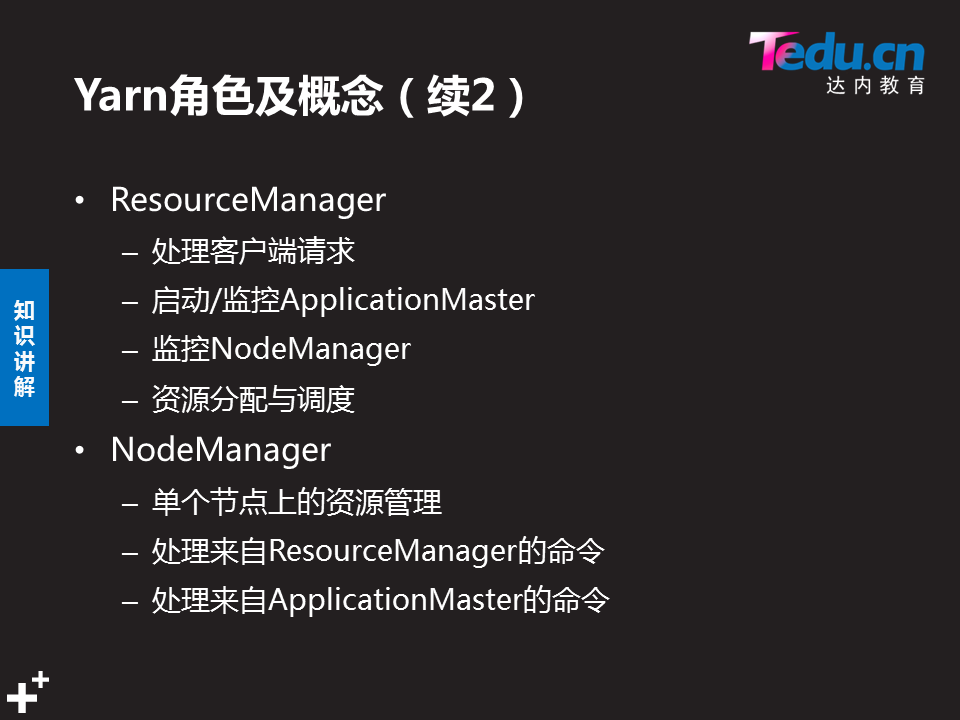 Tedu.cn
达内教育
Yarn角色及概念（续2）
• ResourceManager
– 处理客户端请求
– 启动/监控ApplicationMaster
– 监控NodeManager
– 资源分配与调度
• NodeManager
– 单个节点上的资源管理
– 处理来自ResourceManager的命令
– 处理来自ApplicationMaster的命令
知
识
讲
解